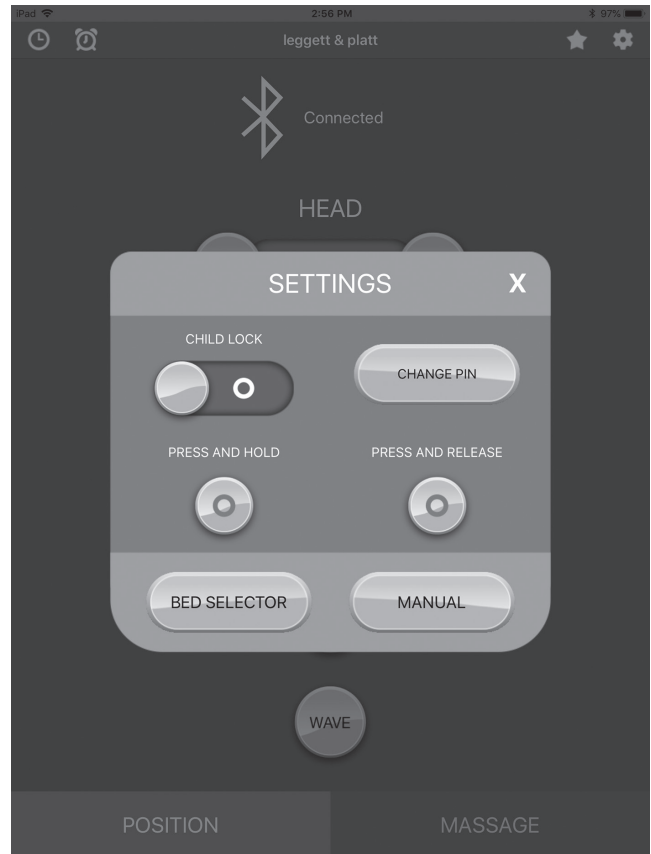 iPad 2:56 PM 97%
leggett & platt
Connected
HEAD
SETTINGS X
CHILD LOCK
CHANGE PIN
PRESS AND HOLD PRESS AND RELEASE
BED SELECTOR MANUAL
WAVE
POSITION MASSAGE